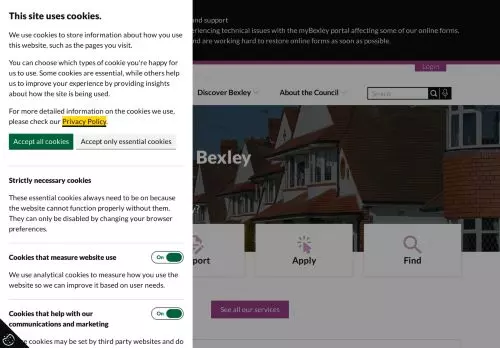 This site uses cookies.
We use cookies to store information about how you use this website, such as the pages you visit.
You can choose which types of cookie you're happy for us to use. Some cookies are essential, while others help us to improve your experience by providing insights about how the site is being used.
For more detailed information on the cookies we use, please check our Privacy Policy.
Accept all cookies
Accept only essential cookies
Strictly necessary cookies
These essential cookies always need to be on because the website cannot function properly without them. They can only be disabled by changing your browser preferences.
Cookies that measure website use
On
We use analytical cookies to measure how you use the website so we can improve it based on user needs.
Cookies that help with our communications and marketing
On
cookies may be set by third party websites and do
and support
eriencing technical issues with the myBexley portal affecting some of our online forms.
and are working hard to restore online forms as soon as possible.
Login
Discover Bexley
About the Council
Search
Bexley
?
port
Apply
Find
See all our services